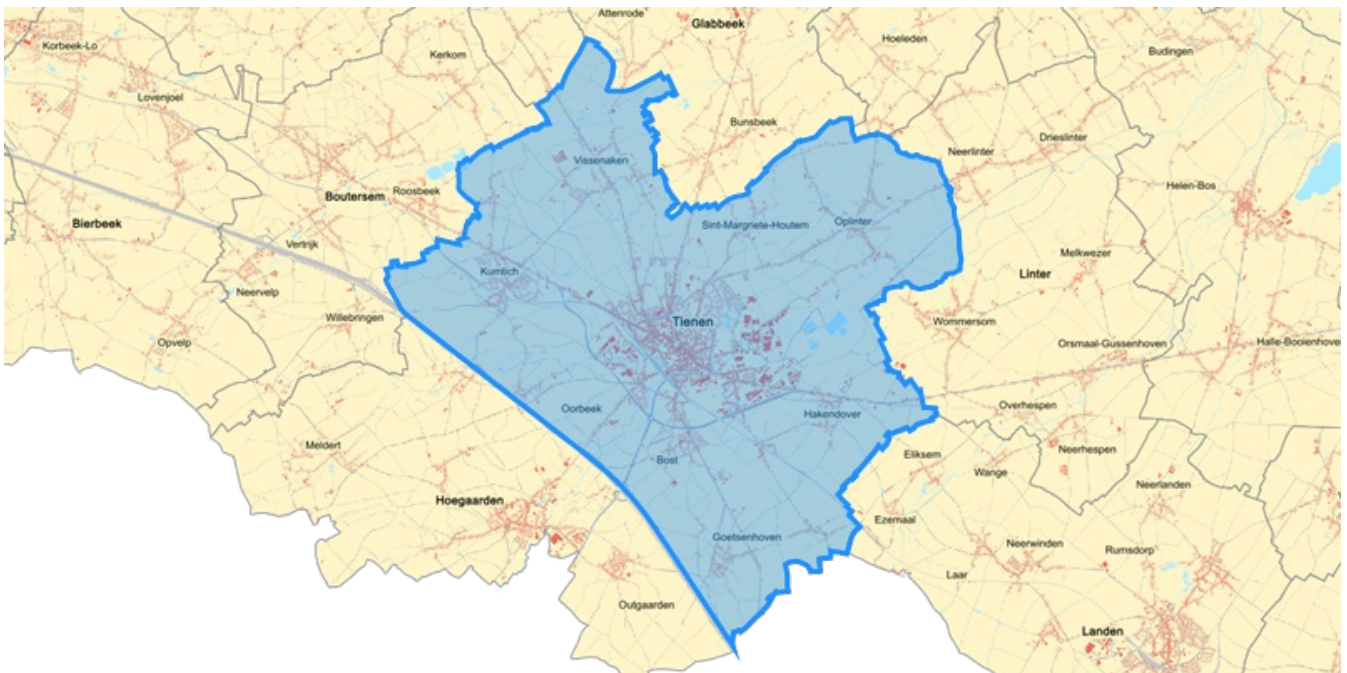 Attenrode
Glabbeek
Korbeek-Lo
Hoeleden
Kerkom
Budingen
Lovenjoel
Bunsbeek
Drieslinter
Neerlinter
Vissenaken
Helen-Bos
Boutersem
Roosbeek
Bierbeek
Sint-Margriete-Houtem
Oplinter
Vertrijk
Melkwezer
Kumtich
Linter
Neervelp
Willebringen
Tienen
Wommersom
Opvelp
Orsmaal-Gussenhoven
Halle-Booienhoven
Oorbeek
Hakendover
Overhespen
Meldert
Neerhespen
Eliksem
Bost
Wange
Neerlanden
Hoegaarden
Ezemaal
Goetsenhoven
Neerwinden
Rumsdorp
Laar
Outgaarden
Landen